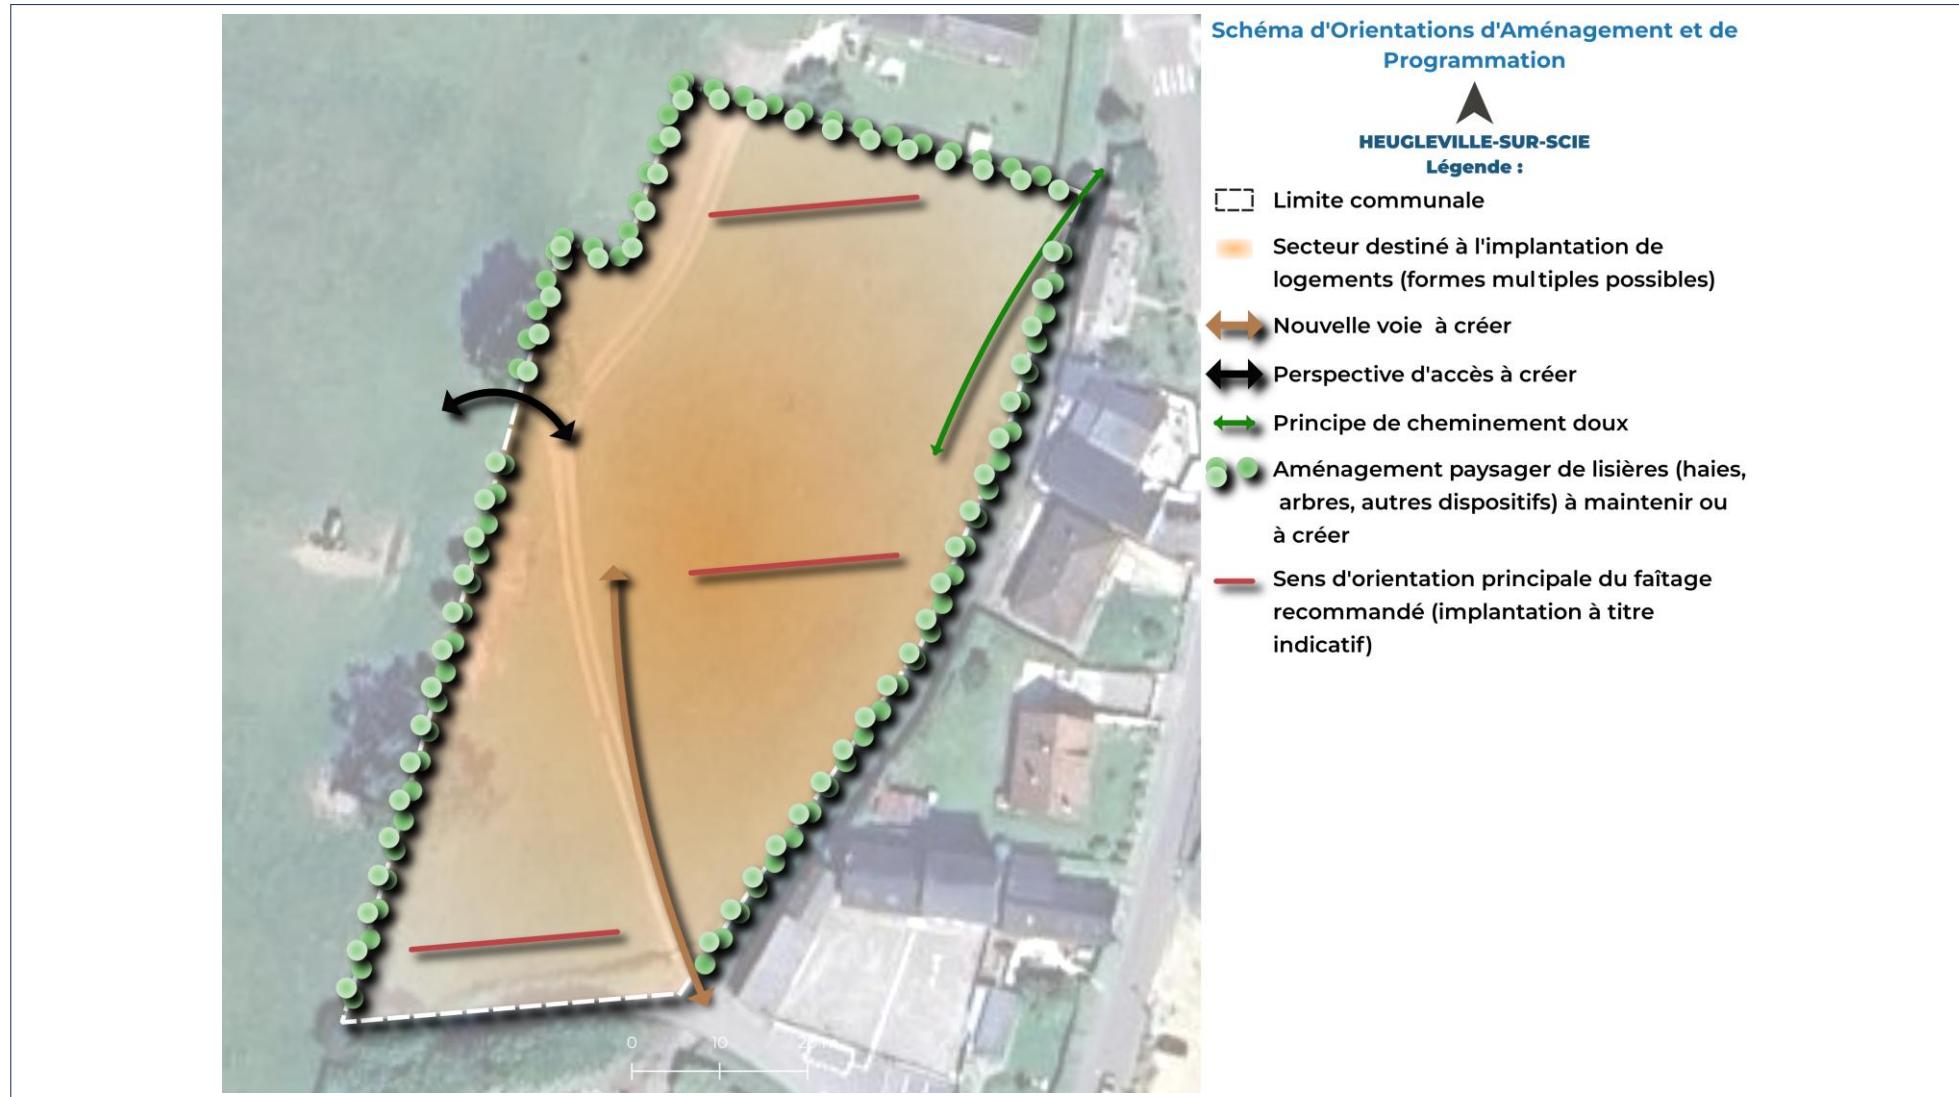 Schéma d'Orientations d'Aménagement et de
Programmation
HEUGLEVILLE-SUR-SCIE
Légende :
Limite communale
Secteur destiné à l'implantation de
logements (formes multiples possibles)
Nouvelle voie à créer
Perspective d'accès à créer
Principe de cheminement doux
Aménagement paysager de lisières (haies,
arbres, autres dispositifs) à maintenir ou
à créer
Sens d'orientation principale du faîtage
recommandé (implantation à titre
indicatif)
0 10